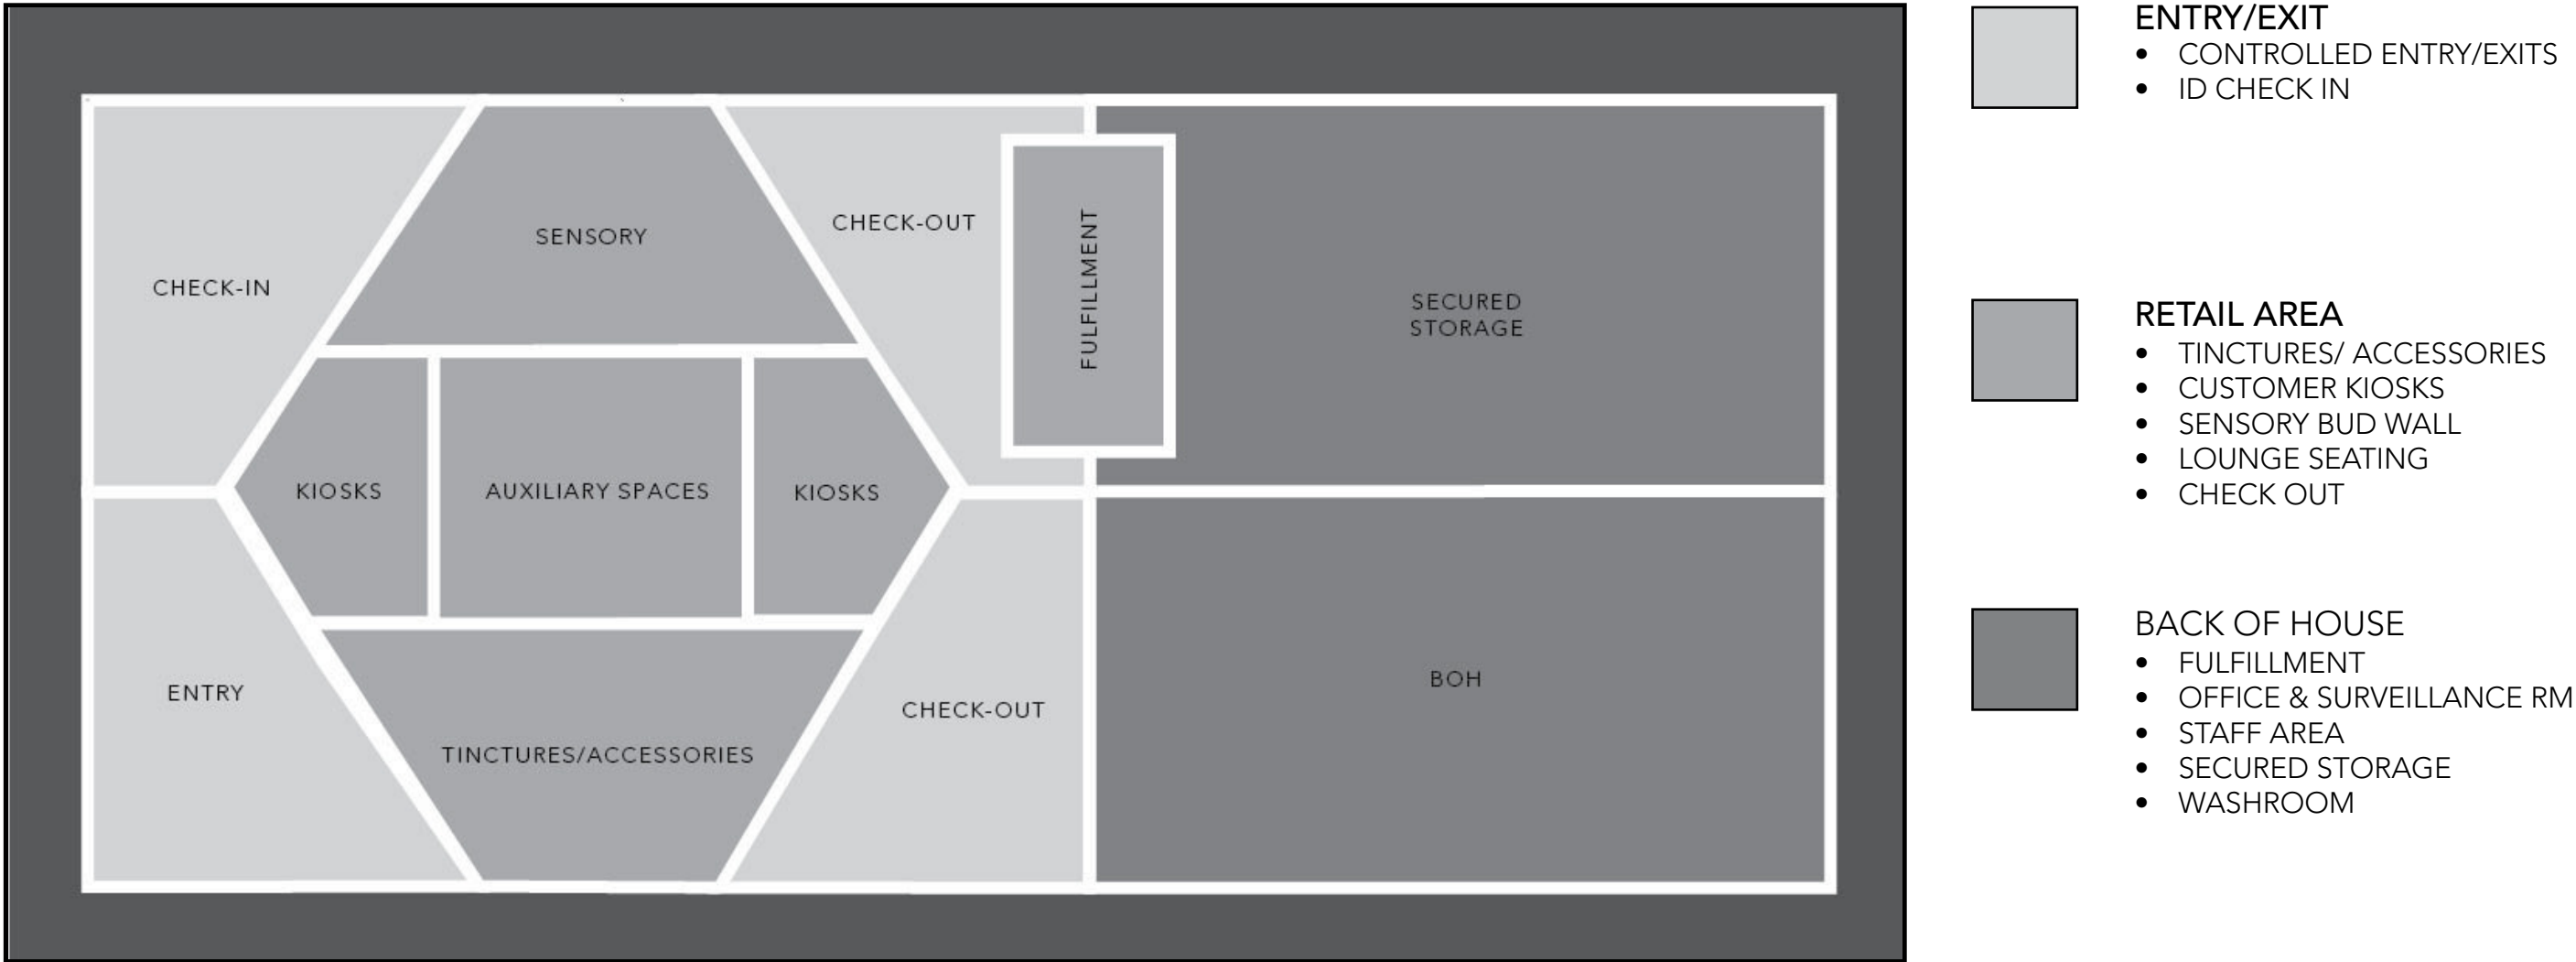 CHECK-IN
SENSORY
CHECK-OUT
FULFILLMENT
SECURED
STORAGE
KIOSKS
AUXILIARY SPACES
KIOSKS
ENTRY
TINCTURES/ACCESSORIES
CHECK-OUT
BOH
ENTRY/EXIT
• CONTROLLED ENTRY/EXITS
• ID CHECK IN
RETAIL AREA
• TINCTURES/ ACCESSORIES
• CUSTOMER KIOSKS
• SENSORY BUD WALL
• LOUNGE SEATING
• CHECK OUT
BACK OF HOUSE
• FULFILLMENT
• OFFICE & SURVEILLANCE RM
• STAFF AREA
• SECURED STORAGE
• WASHROOM